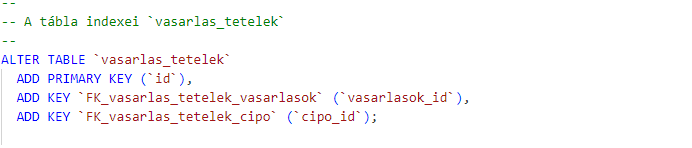 --
-- A tábla indexei `vasarlas_tetelek`
--
ALTER TABLE `vasarlas_tetelek`
  ADD PRIMARY KEY (`id`),
  ADD KEY `FK_vasarlas_tetelek_vasarlasok` (`vasarlasok_id`),
  ADD KEY `FK_vasarlas_tetelek_cipo` (`cipo_id`);